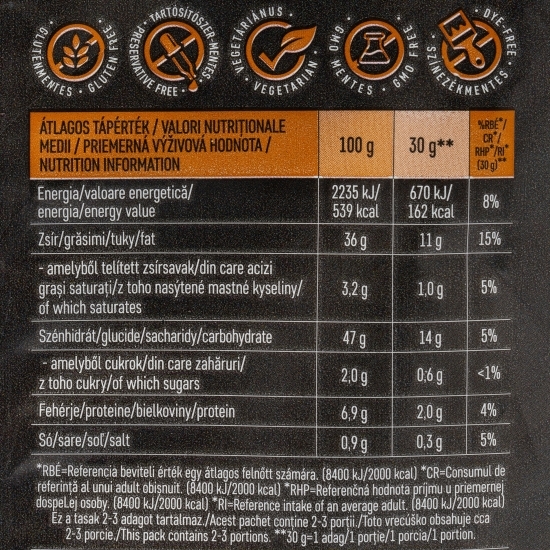 GLUTÉNMENTES • GLUTEN FREE •
TARTÓSÍTÓSZER-MENTES • PRESERVATIVE FREE •
VEGETÁRIÁNUS • VEGETARIAN •
GMO MENTES • GMO FREE
DYE-FREE • SZÍNEZÉKMENTES •
ÁTLAGOS TÁPÉRTÉK / VALORI NUTRIȚIONALE
MEDII / PRIEMERNÁ VÝŽIVOVÁ HODNOTA /
NUTRITION INFORMATION
100 g
30 g**
%RBÉ*/
CR*/
RHP*/RI*
(30 g)**
Energia/valoare energetică/
energia/energy value
2235 kJ/
539 kcal
670 kJ/
162 kcal
8%
Zsír/grăsimi/tuky/fat
36 g
11 g
15%
- amelyből telített zsírsavak/din care acizi
grași saturați/z toho nasýtené mastné kyseliny/
of which saturates
3,2 g
1,0 g
5%
Szénhidrát/glucide/sacharidy/carbohydrate
47 g
14 g
5%
- amelyből cukrok/din care zahăruri/
z toho cukry/of which sugars
2,0 g
0,6 g
<1%
Fehérje/proteine/bielkoviny/protein
6,9 g
2,0 g
4%
Só/sare/soľ/salt
0,9 g
0,3 g
5%
*RBÉ=Referencia beviteli érték egy átlagos felnőtt számára. (8400 kJ/2000 kcal) *CR=Consumul de
referință al unui adult obișnuit. (8400 kJ/2000 kcal) *RHP=Referenčná hodnota príjmu u priemernej
dospelej osoby. (8400 kJ/2000 kcal) *RI=Reference intake of an average adult. (8400 kJ/2000 kcal)
Ez a tasak 2-3 adagot tartalmaz./Acest pachet conține 2-3 porții./Toto vrecúško obsahuje cca
2-3 porcie./This pack contains 2-3 portions. **30 g=1 adag/1 porție/1 porcia/1 portion.